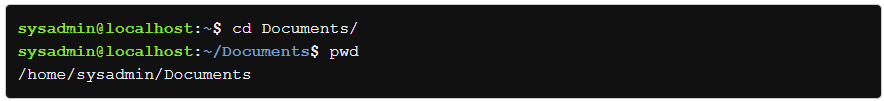 sysadmin@localhost:~$ cd Documents/
sysadmin@localhost:~/Documents$ pwd
/home/sysadmin/Documents